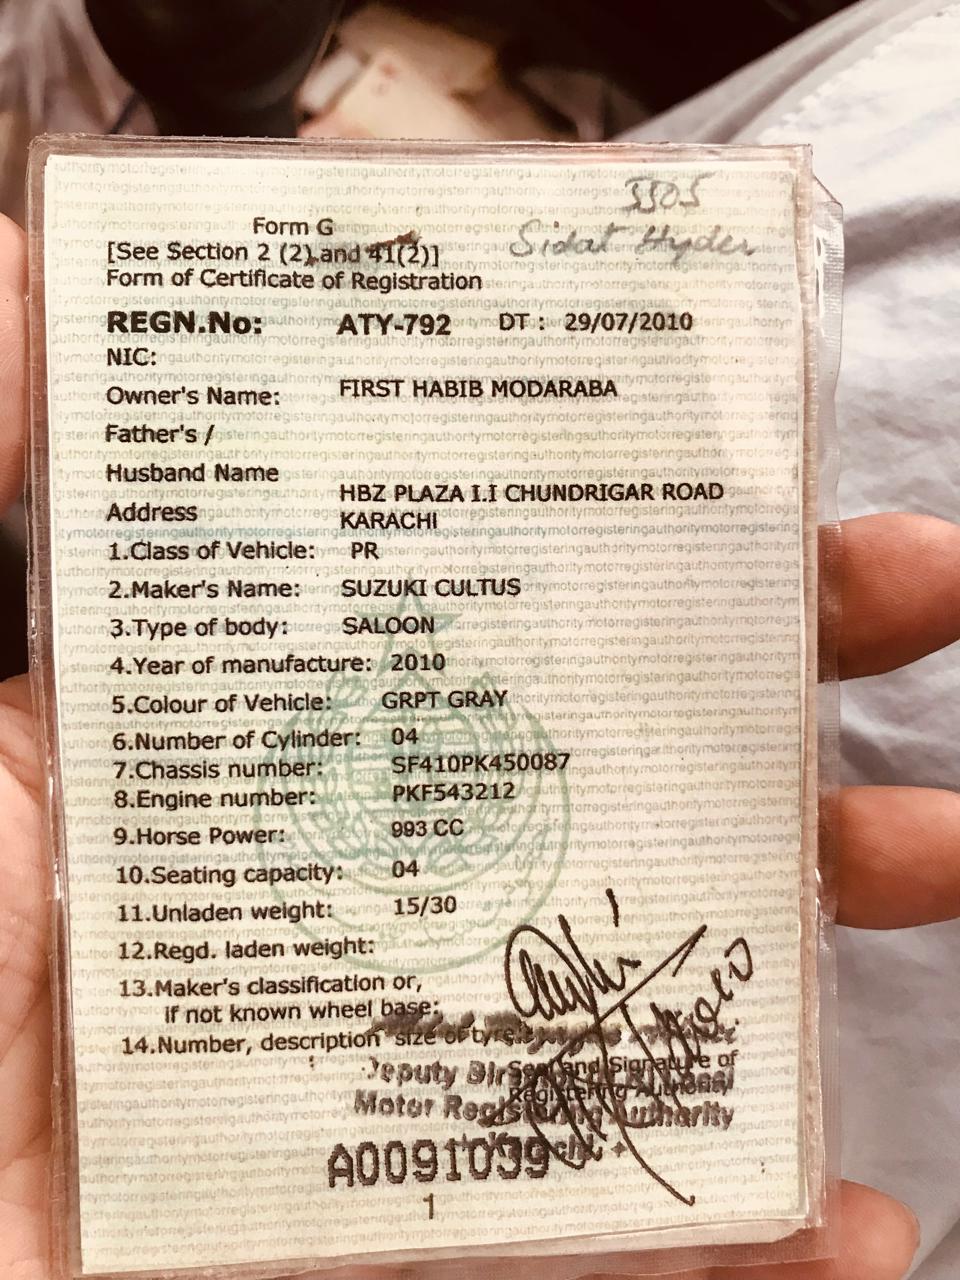 5505
Sidat Hyder
Form G
[See Section 2 (2) and 41(2)]
Form of Certificate of Registration
REGN.No: ATY-792 DT : 29/07/2010
NIC:
Owner's Name: FIRST HABIB MODARABA
Father's /
Husband Name
Address HBZ PLAZA I.I CHUNDRIGAR ROAD
KARACHI
1.Class of Vehicle: PR
2.Maker's Name: SUZUKI CULTUS
3.Type of body: SALOON
4.Year of manufacture: 2010
5.Colour of Vehicle: GRPT GRAY
6.Number of Cylinder: 04
7.Chassis number: SF410PK450087
8.Engine number: PKF543212
9.Horse Power: 993 CC
10.Seating capacity: 04
11.Unladen weight: 15/30
12.Regd. laden weight:
13.Maker's classification or,
if not known wheel base:
14.Number, description size of tyre:
Seal and Signature of
Registering Authority
Deputy
Motor Registering Authority
Karachi
A0091039
1